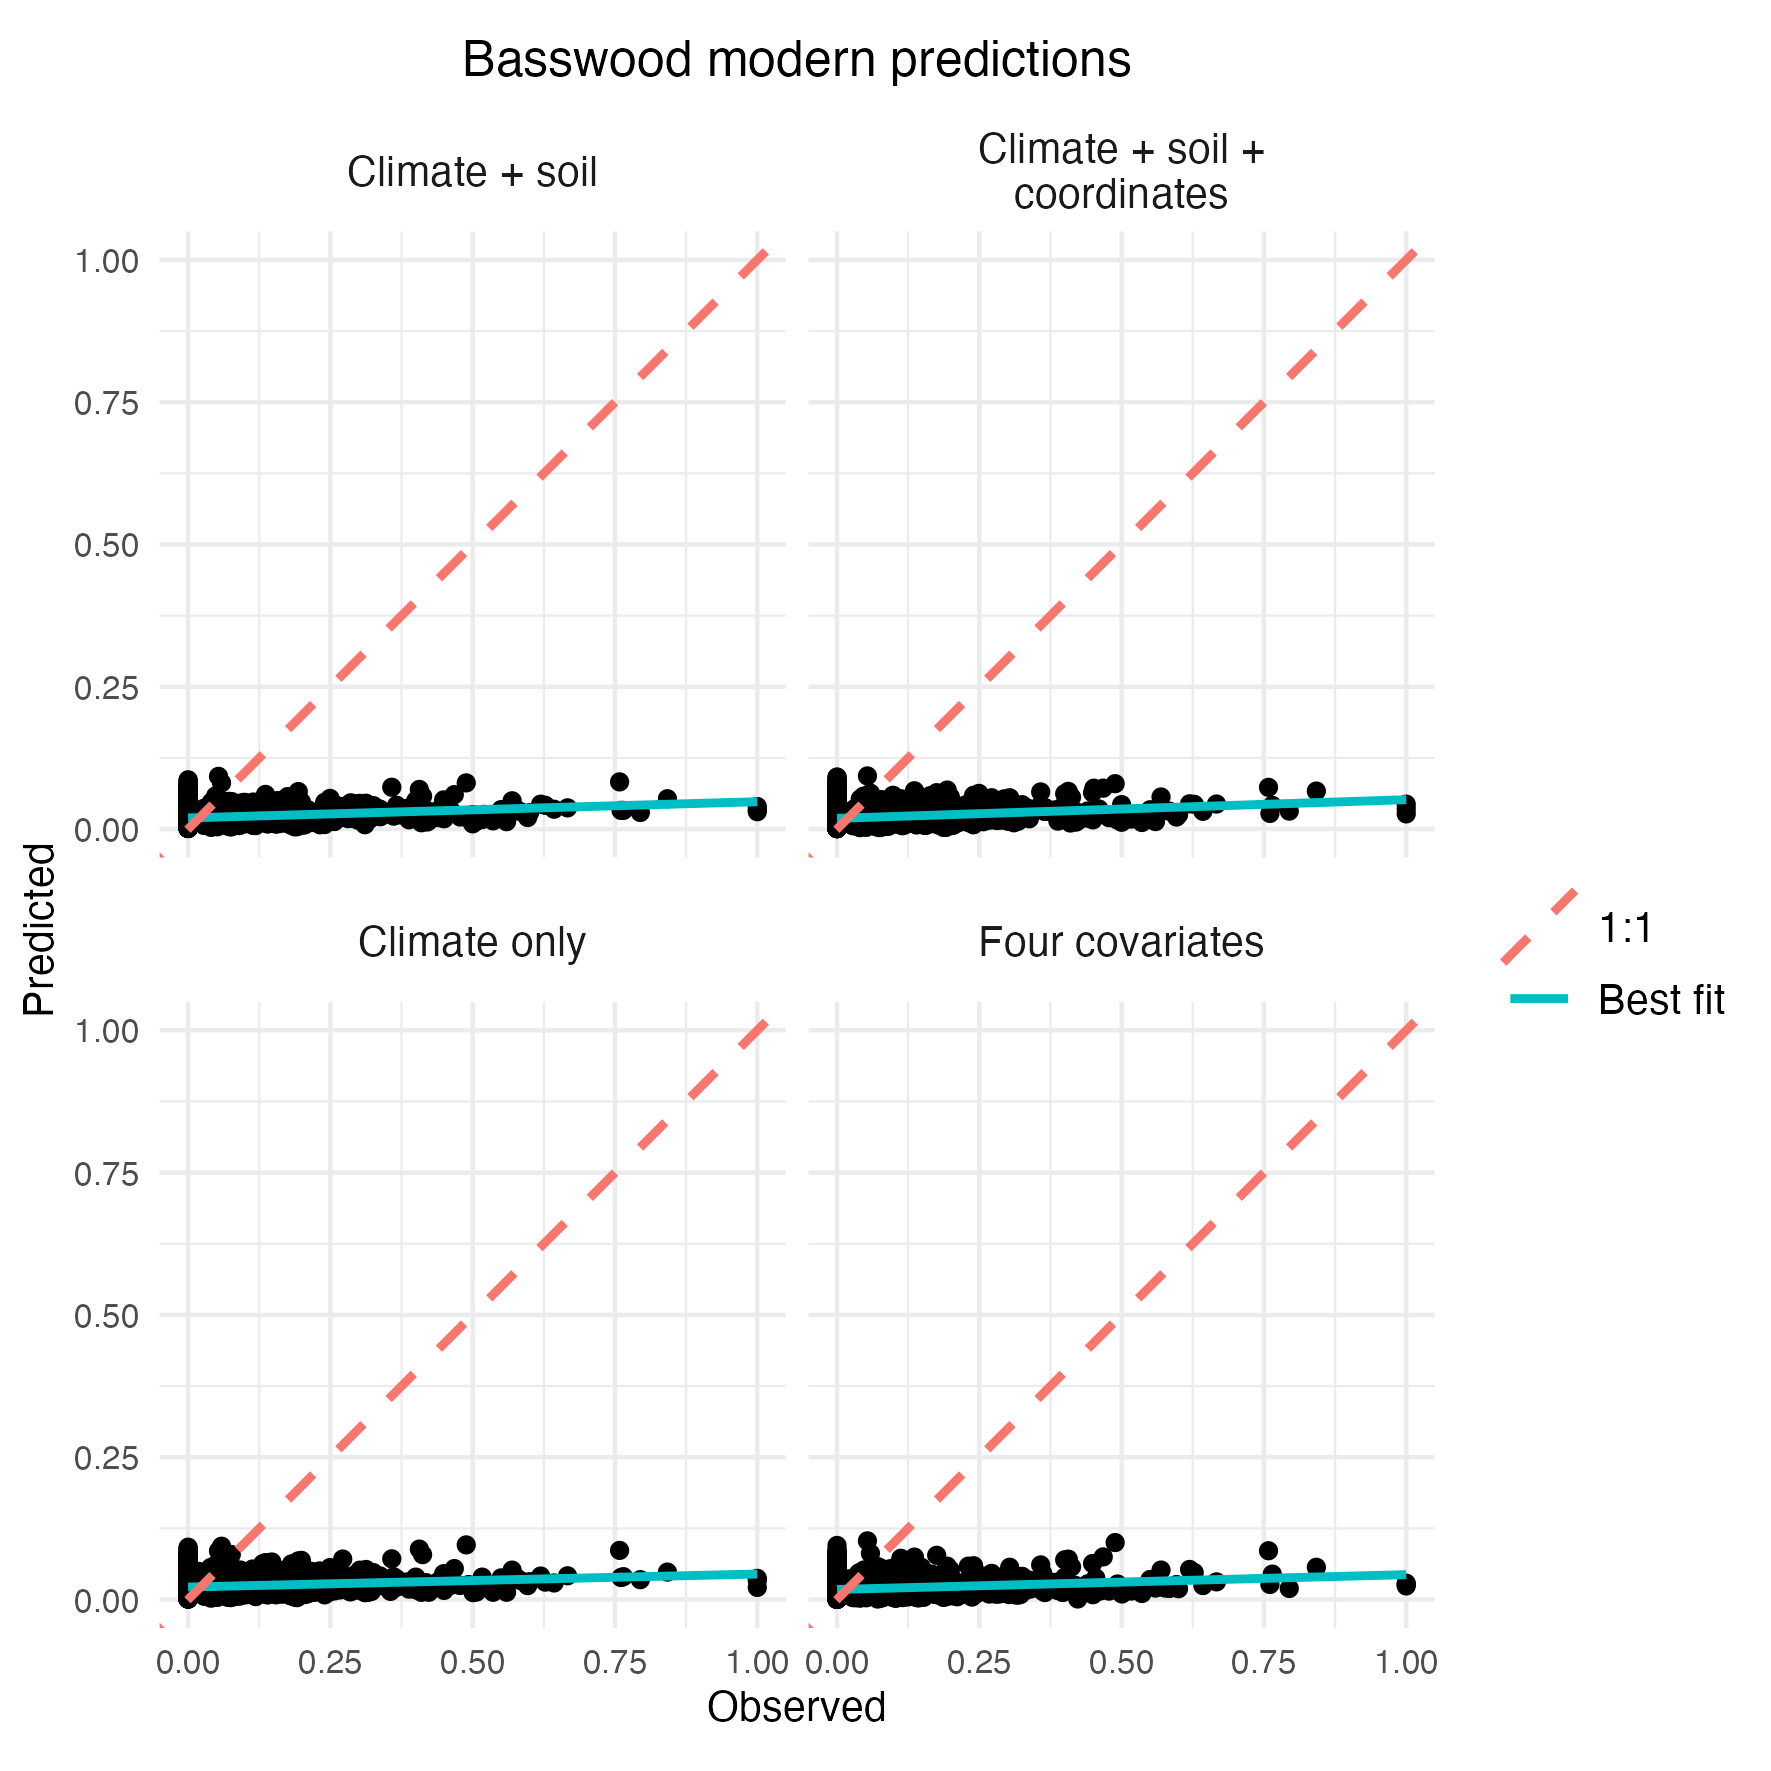 Basswood modern predictions
Climate + soil
Climate + soil +
coordinates
1.00
0.75
0.50
0.25
0.00
Predicted
Climate only
Four covariates
1:1
Best fit
1.00
0.75
0.50
0.25
0.00
0.00 0.25 0.50 0.75 1.00 0.00 0.25 0.50 0.75 1.00
Observed